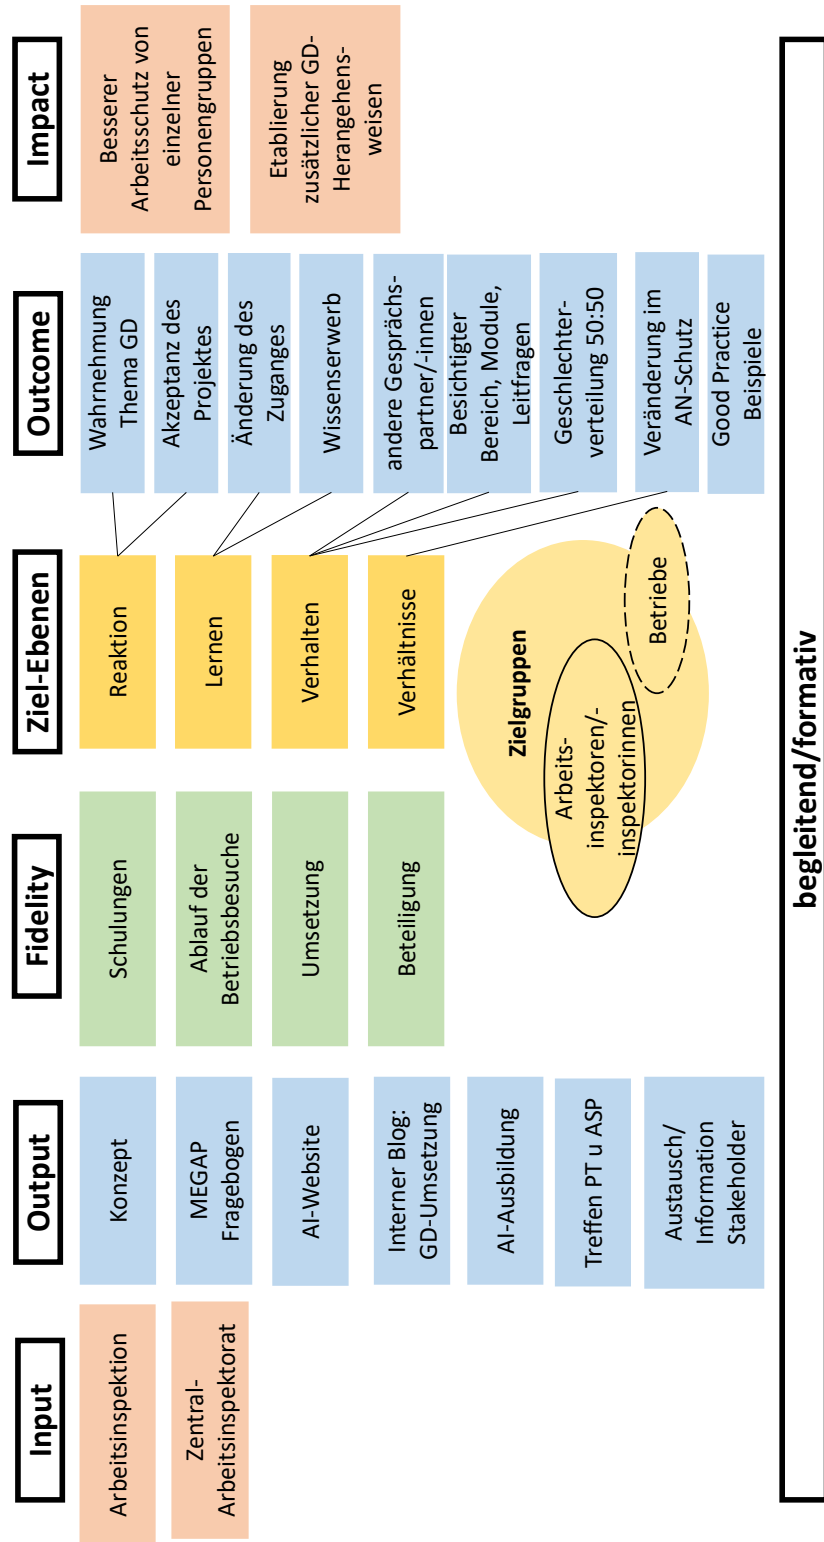 Input
Arbeitsinspektion
Zentral-
Arbeitsinspektorat
Output
Konzept
MEGAP
Fragebogen
AI-Website
Interner Blog:
GD-Umsetzung
AI-Ausbildung
Treffen PT u ASP
Austausch/
Information
Stakeholder
Fidelity
Schulungen
Ablauf der
Betriebsbesuche
Umsetzung
Beteiligung
Ziel-Ebenen
Reaktion
Lernen
Verhalten
Verhältnisse
Zielgruppen
Arbeits-
inspektoren/-
inspektorinnen
Betriebe
Outcome
Wahrnehmung
Thema GD
Akzeptanz des
Projektes
Änderung des
Zuganges
Wissenserwerb
andere Gesprächs-
partner/-innen
Besichtigter
Bereich, Module,
Leitfragen
Geschlechter-
verteilung 50:50
Veränderung im
AN-Schutz
Good Practice
Beispiele
Impact
Besserer
Arbeitsschutz von
einzelner
Personengruppen
Etablierung
zusätzlicher GD-
Herangehens-
weisen
begleitend/formativ